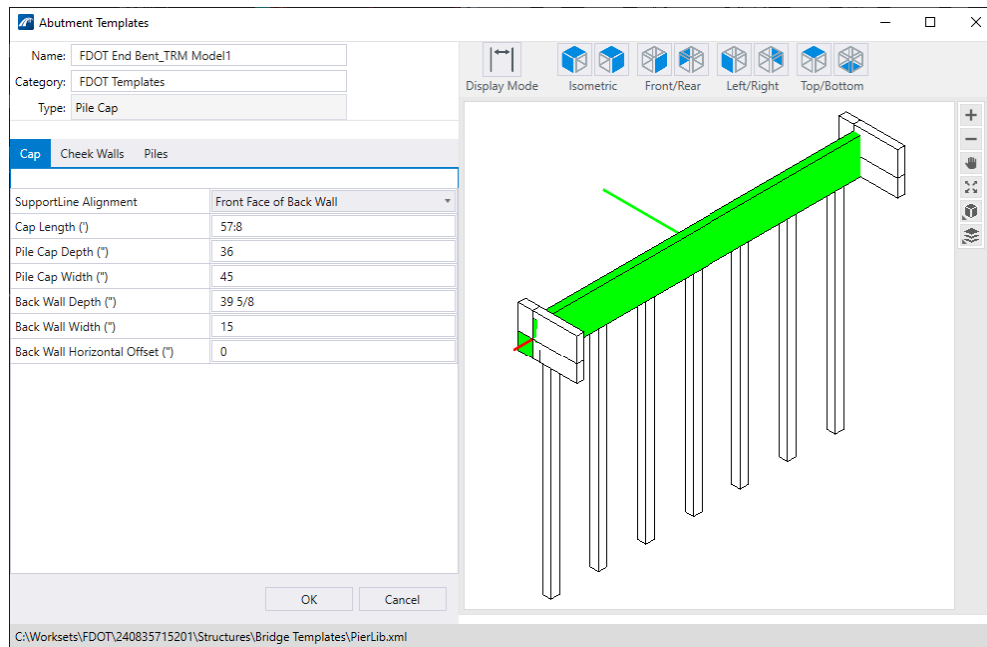 Abutment Templates
Name: FDOT End Bent_TRM Model1
Category: FDOT Templates
Type: Pile Cap
Display Mode Isometric Front/Rear Left/Right Top/Bottom
Cap Cheek Walls Piles
SupportLine Alignment Front Face of Back Wall
Cap Length (') 57:8
Pile Cap Depth (") 36
Pile Cap Width (") 45
Back Wall Depth (") 39 5/8
Back Wall Width (") 15
Back Wall Horizontal Offset (") 0
OK Cancel
C:\Worksets\FDOT\240835715201\Structures\Bridge Templates\PierLib.xml